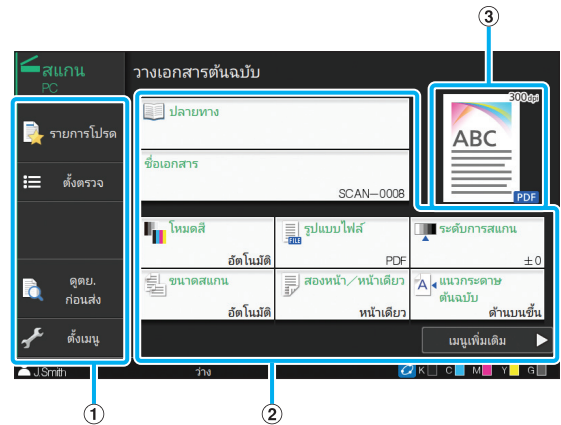 ③
สแกน
PC
วางเอกสารต้นฉบับ
รายการโปรด
ตั้งตรวจ
ดูตย.
ก่อนส่ง
ตั้งเมนู
ปลายทาง
ชื่อเอกสาร
SCAN-0008
โหมดสี
อัตโนมัติ
รูปแบบไฟล์
FILE
PDF
ระดับการสแกน
±0
ขนาดสแกน
อัตโนมัติ
สองหน้า/หน้าเดียว
หน้าเดียว
A
แนวกระดาษ
ต้นฉบับ
ด้านบนขึ้น
เมนูเพิ่มเติม
300dpi
ABC
PDF
J.Smith
ว่าง
K C M Y G
① ②